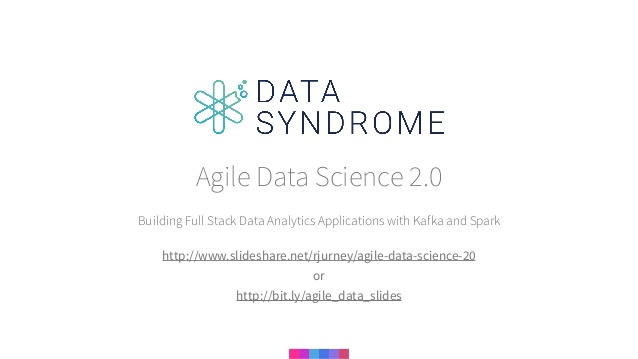 DATA
SYNDROME
Agile Data Science 2.0
Building Full Stack Data Analytics Applications with Kafka and Spark
http://www.slideshare.net/rjurney/agile-data-science-20
or
http://bit.ly/agile_data_slides